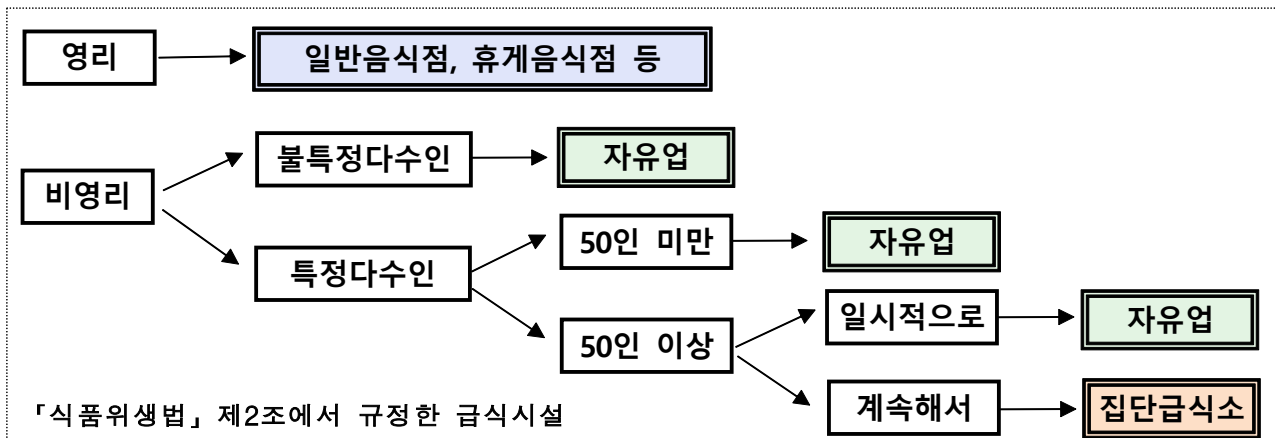 영리
일반음식점, 휴게음식점 등
불특정다수인
자유업
비영리
50인 미만
자유업
특정다수인
일시적으로
자유업
50인 이상
계속해서
집단급식소
「식품위생법」 제2조에서 규정한 급식시설